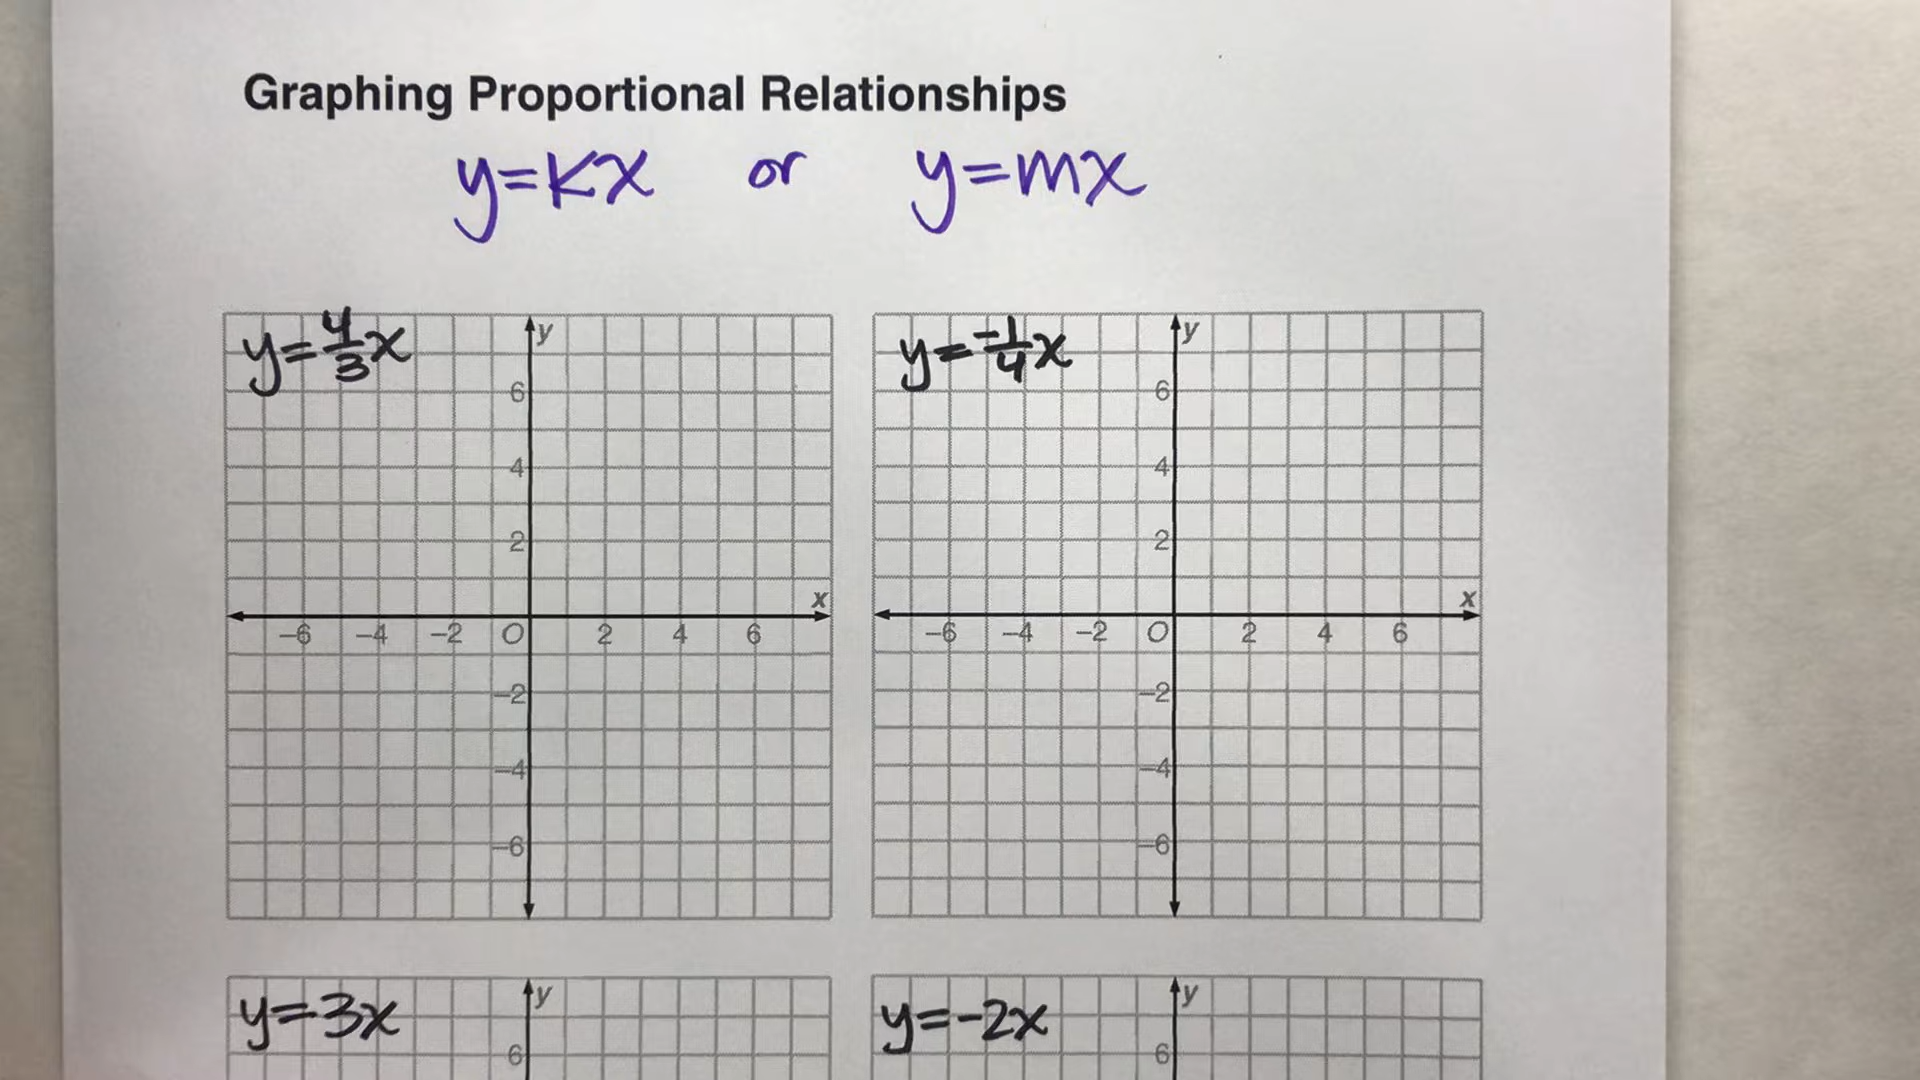 Graphing Proportional Relationships
y=kx or y=mx
y=4/3x
y
6
4
2
x
-6 -4 -2 O 2 4 6
-2
-4
-6
y=-1/4x
y
6
4
2
x
-6 -4 -2 O 2 4 6
-2
-4
-6
y=3x
y
6
y=-2x
y
6